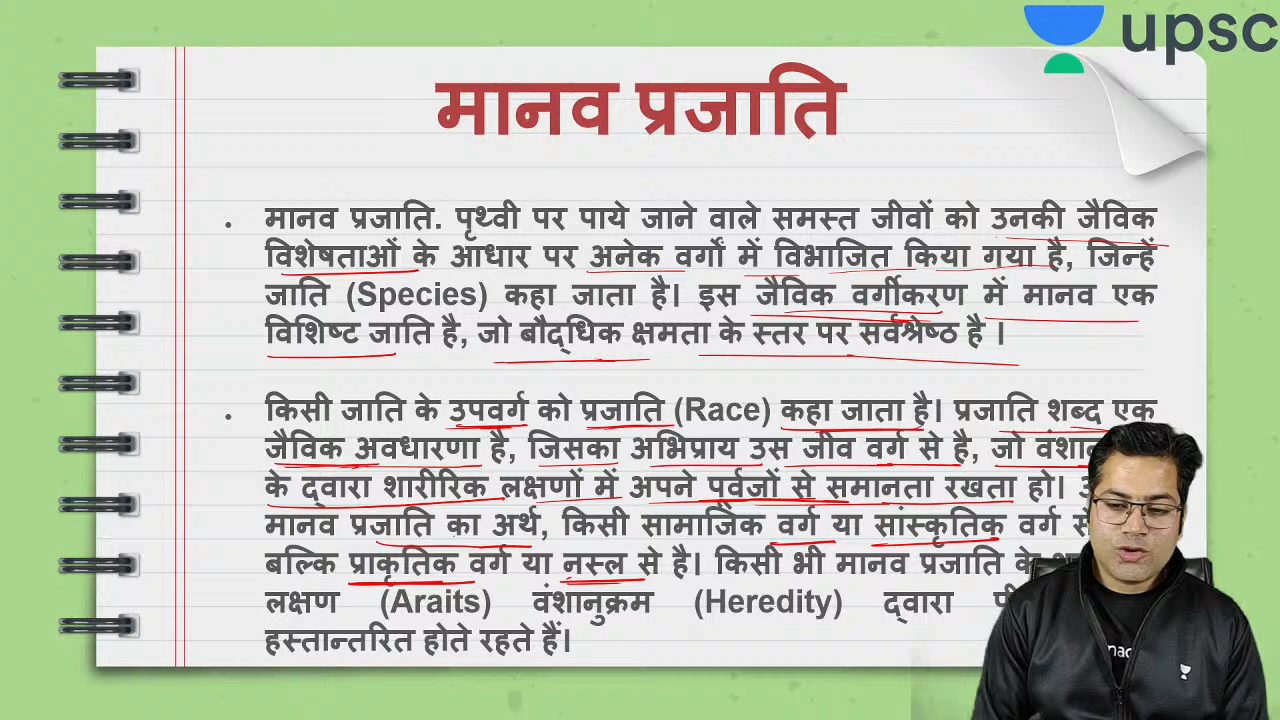 upsc
मानव प्रजाति
• मानव प्रजाति. पृथ्वी पर पाये जाने वाले समस्त जीवों को उनकी जैविक
विशेषताओं के आधार पर अनेक वर्गों में विभाजित किया गया है, जिन्हें
जाति (Species) कहा जाता है। इस जैविक वर्गीकरण में मानव एक
विशिष्ट जाति है, जो बौद्धिक क्षमता के स्तर पर सर्वश्रेष्ठ है ।
• किसी जाति के उपवर्ग को प्रजाति (Race) कहा जाता है। प्रजाति शब्द एक
जैविक अवधारणा है, जिसका अभिप्राय उस जीव वर्ग से है, जो
के द्वारा शारीरिक लक्षणों में अपने पूर्वजों से समानता रखता हो।
मानव प्रजाति का अर्थ, किसी सामाजिक वर्ग या सांस्कृतिक वर्ग
बल्कि प्राकृतिक वर्ग या नस्ल से है। किसी भी मानव प्रजाति के
लक्षण (Araits) वंशानुक्रम (Heredity) द्वारा
हस्तान्तरित होते रहते हैं।